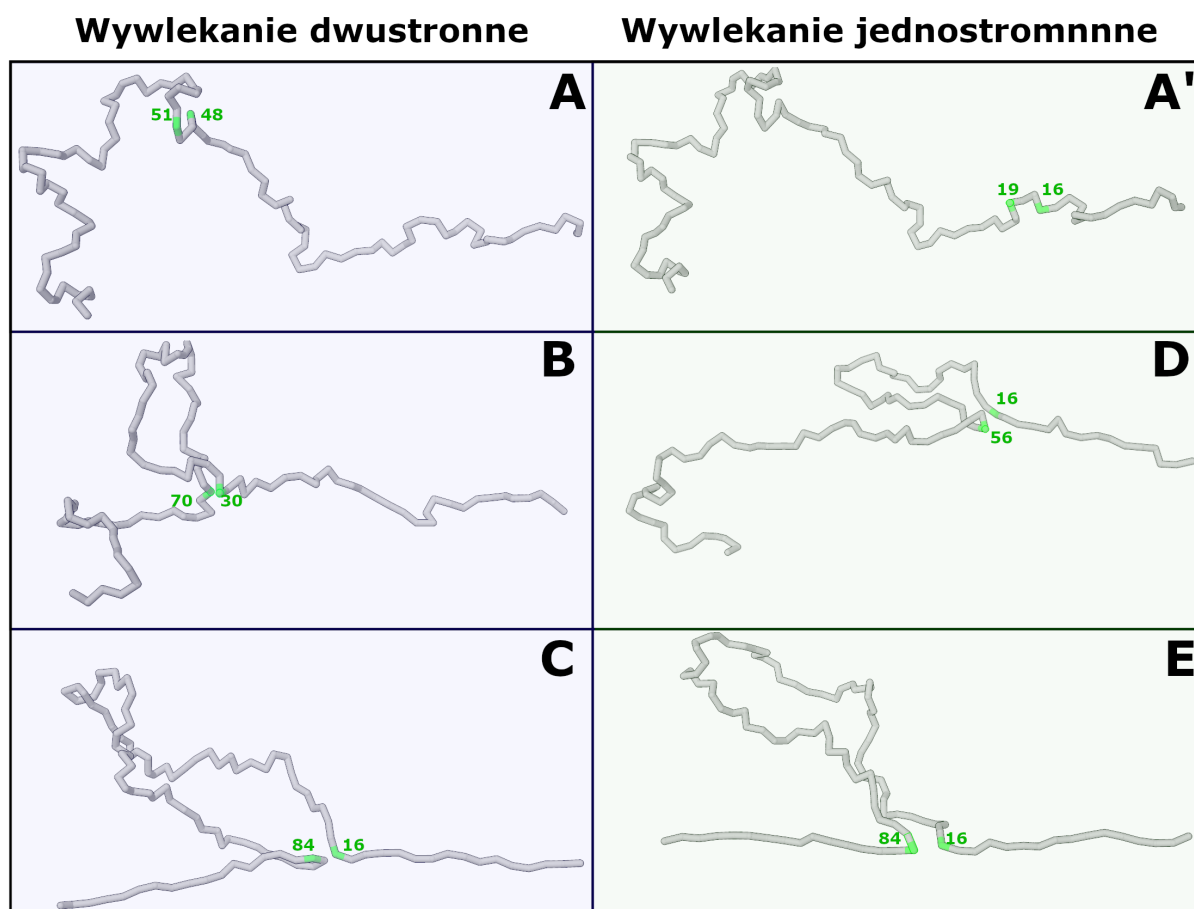 Wywlekanie dwustronne
Wywlekanie jednostromnnne
A
51 48
A'
19 16
B
70 30
D
16
56
C
84 16
E
84 16